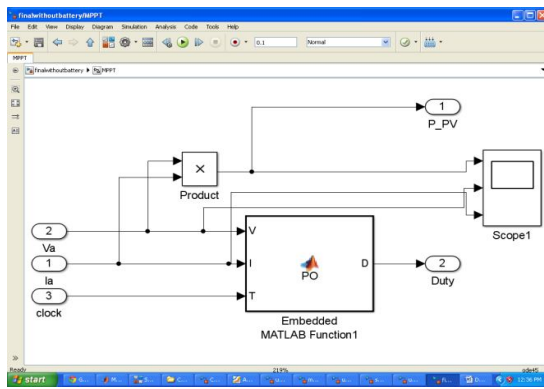 finalwithoutbattery/MPPT
File Edit View Display Diagram Simulation Analysis Code Tools Help
0.1 Normal
MPPT
finalwithoutbattery MPPT
1
P_PV
×
Product
Scope1
2
Va
1
Ia
3
clock
V
I
T
PO
D
2
Duty
Embedded
MATLAB Function1
Ready 219% ode45
start 12:36 PM